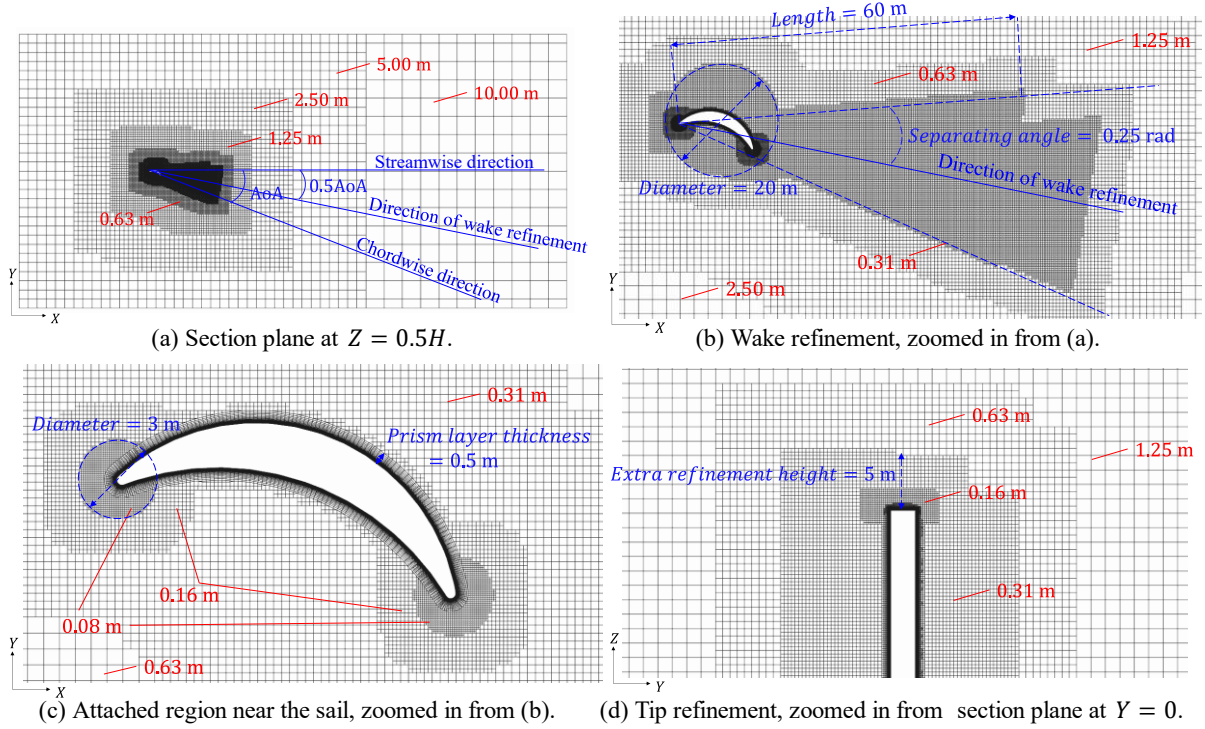 5.00 m
2.50 m
10.00 m
1.25 m
Streamwise direction
0.5AoA
AoA
0.63 m
Direction of wake refinement
Chordwise direction
Y
X
(a) Section plane at Z = 0.5H.
Length = 60 m
1.25 m
0.63 m
Separating angle = 0.25 rad
Diameter = 20 m
Direction of wake refinement
0.31 m
2.50 m
Y
X
(b) Wake refinement, zoomed in from (a).
0.31 m
Diameter = 3 m
Prism layer thickness
= 0.5 m
0.16 m
0.08 m
0.63 m
Y
X
(c) Attached region near the sail, zoomed in from (b).
0.63 m
1.25 m
Extra refinement height = 5 m
0.16 m
0.31 m
Z
Y
(d) Tip refinement, zoomed in from section plane at Y = 0.